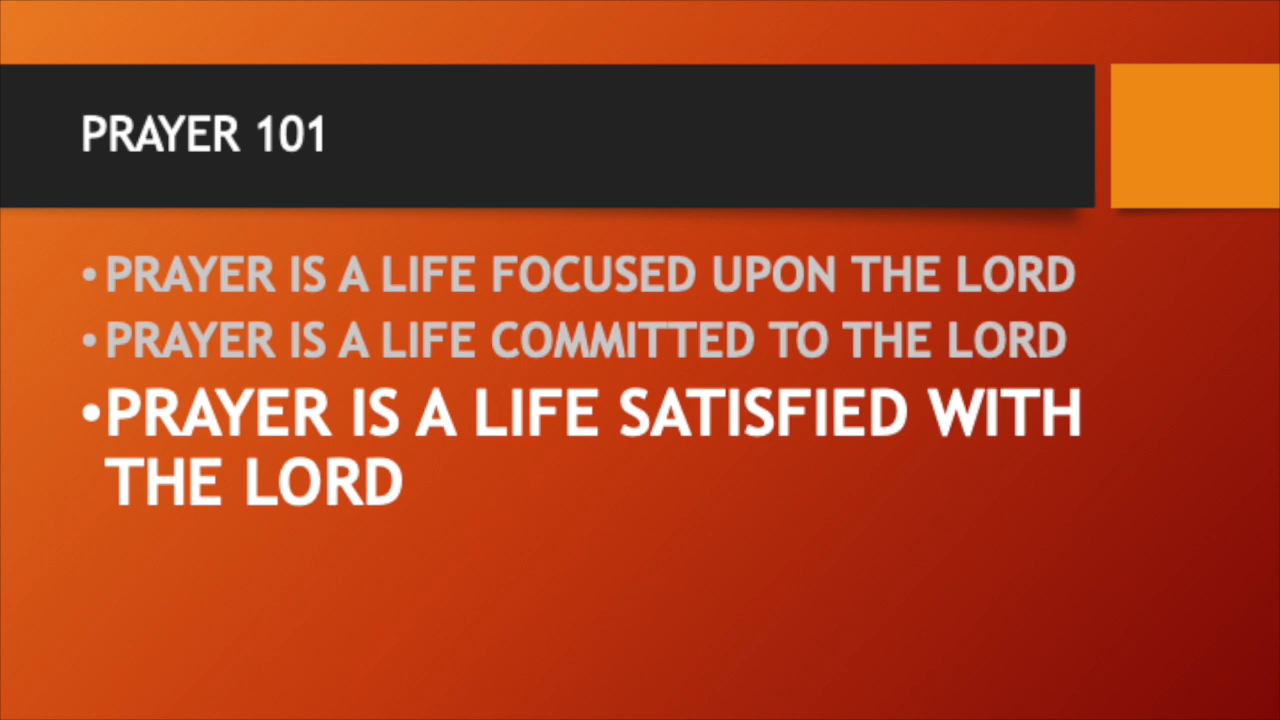 PRAYER 101
•PRAYER IS A LIFE FOCUSED UPON THE LORD
•PRAYER IS A LIFE COMMITTED TO THE LORD
•PRAYER IS A LIFE SATISFIED WITH
THE LORD